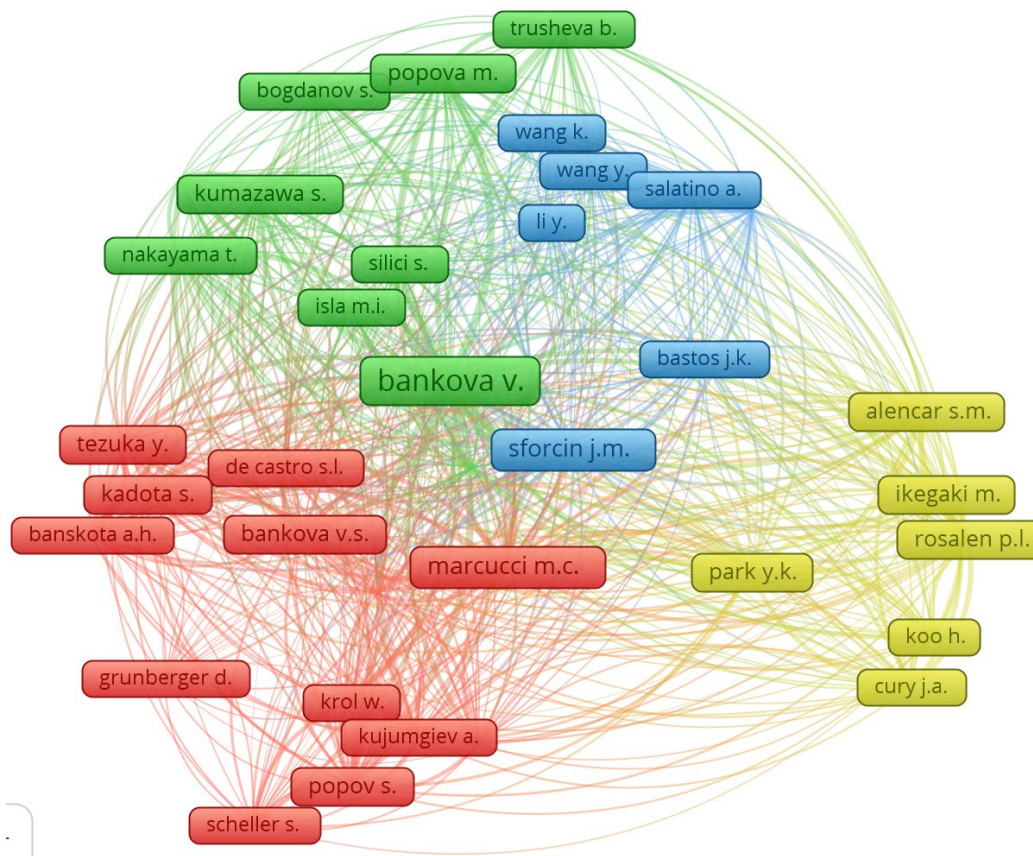 trusheva b.
popova m.
bogdanov s.
wang k.
wang y.
salatino a.
kumazawa s.
li y.
nakayama t.
silici s.
isla m.i.
bankova v.
bastos j.k.
alencar s.m.
tezuka y.
sforcin j.m.
de castro s.l.
kadota s.
ikegaki m.
banskota a.h.
bankova v.s.
rosalen p.l.
marcucci m.c.
park y.k.
koo h.
grunberger d.
cury j.a.
krol w.
kujumgiev a.
popov s.
scheller s.